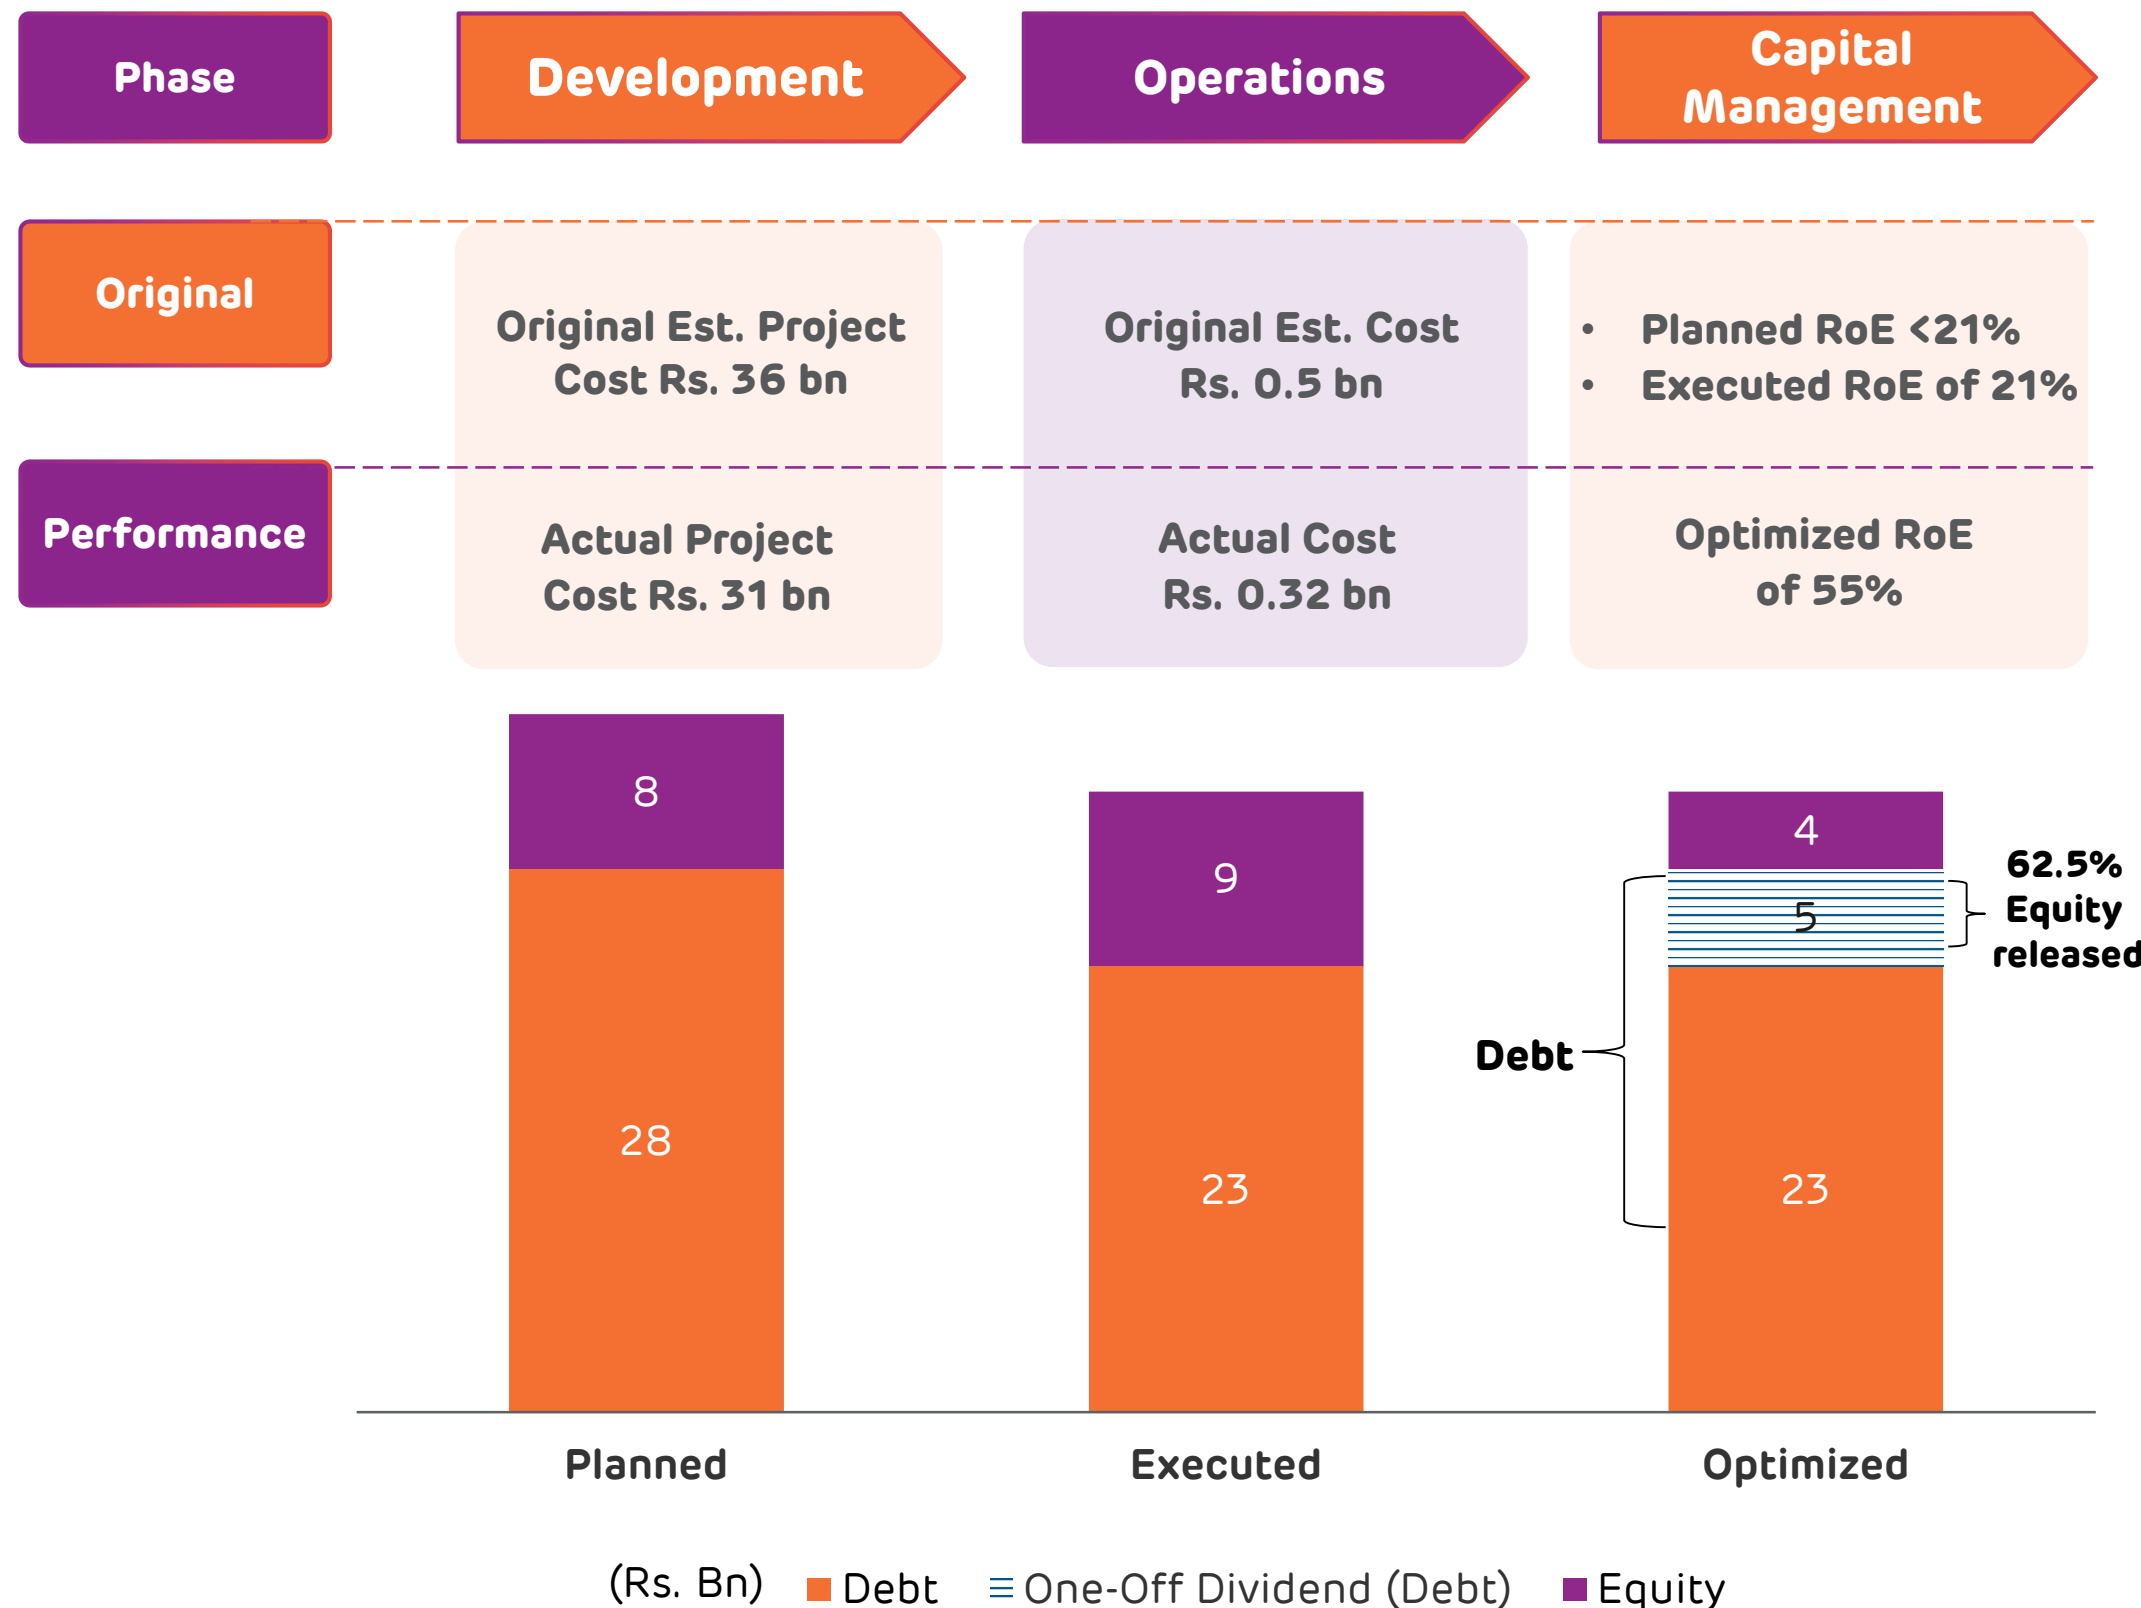 Phase
Development
Operations
Capital
Management
Original
Original Est. Project
Cost Rs. 36 bn
Original Est. Cost
Rs. 0.5 bn
• Planned RoE <21%
• Executed RoE of 21%
Performance
Actual Project
Cost Rs. 31 bn
Actual Cost
Rs. 0.32 bn
Optimized RoE
of 55%
8
28
9
23
4
5
23
62.5%
Equity
released
Debt
Planned
Executed
Optimized
(Rs. Bn)
Debt
One-Off Dividend (Debt)
Equity